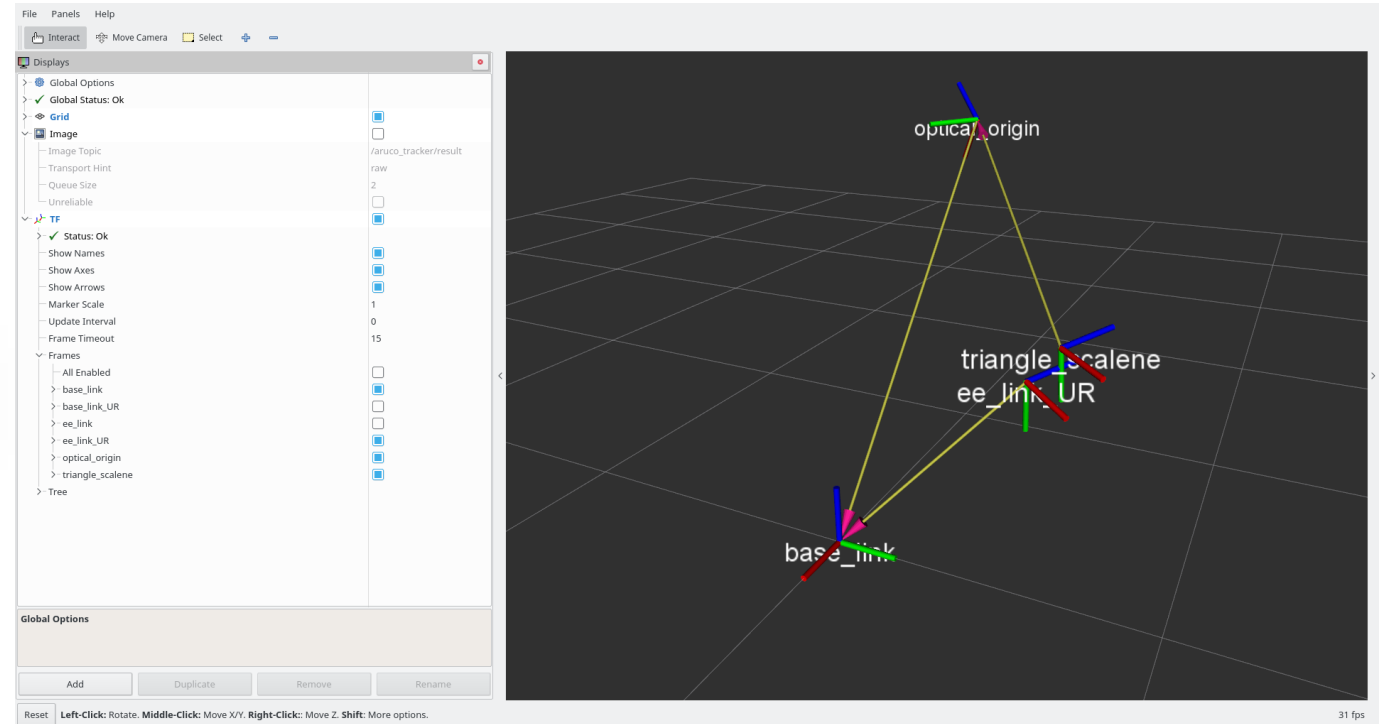 File Panels Help
Interact Move Camera Select
Displays
Global Options
Global Status: Ok
Grid
Image
Image Topic /aruco_tracker/result
Transport Hint raw
Queue Size 2
Unreliable
TF
Status: Ok
Show Names
Show Axes
Show Arrows
Marker Scale 1
Update Interval 0
Frame Timeout 15
Frames
All Enabled
base_link
base_link_UR
ee_link
ee_link_UR
optical_origin
triangle_scalene
Tree
Global Options
Add Duplicate Remove Rename
optical_origin
triangle_scalene
ee_link_UR
base_link
Reset Left-Click: Rotate. Middle-Click: Move X/Y. Right-Click:: Move Z. Shift: More options. 31 fps